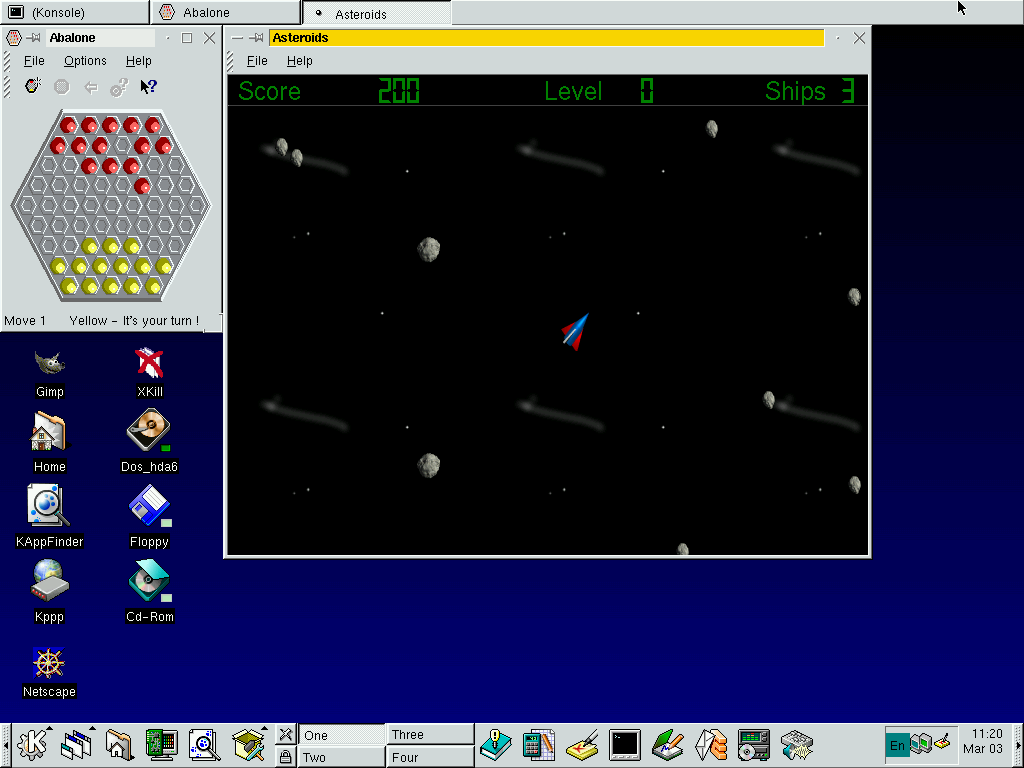 (Konsole)
Abalone
Asteroids
Abalone
File Options Help
Move 1 Yellow - It's your turn !
Asteroids
File Help
Score 200 Level 0 Ships 3
Gimp
XKill
Home
Dos_hda6
KAppFinder
Floppy
Kppp
Cd-Rom
Netscape
One
Two
Three
Four
En
11:20
Mar 03